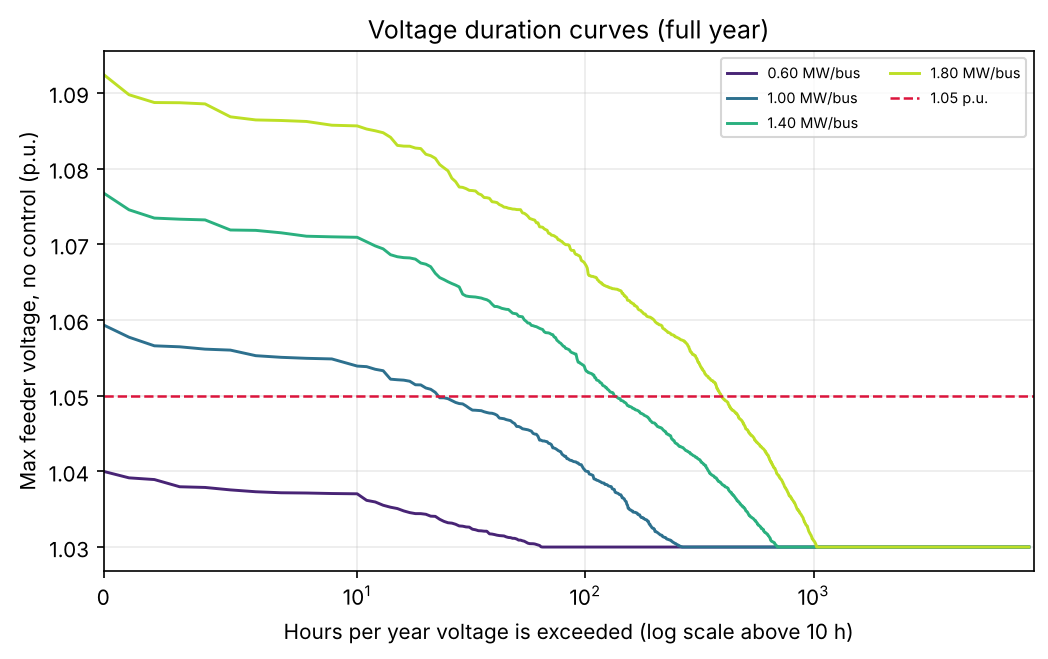 Voltage duration curves (full year)
Max feeder voltage, no control (p.u.)
1.09
1.08
1.07
1.06
1.05
1.04
1.03
0.60 MW/bus
1.00 MW/bus
1.40 MW/bus
1.80 MW/bus
1.05 p.u.
0
10¹
10²
10³
Hours per year voltage is exceeded (log scale above 10 h)